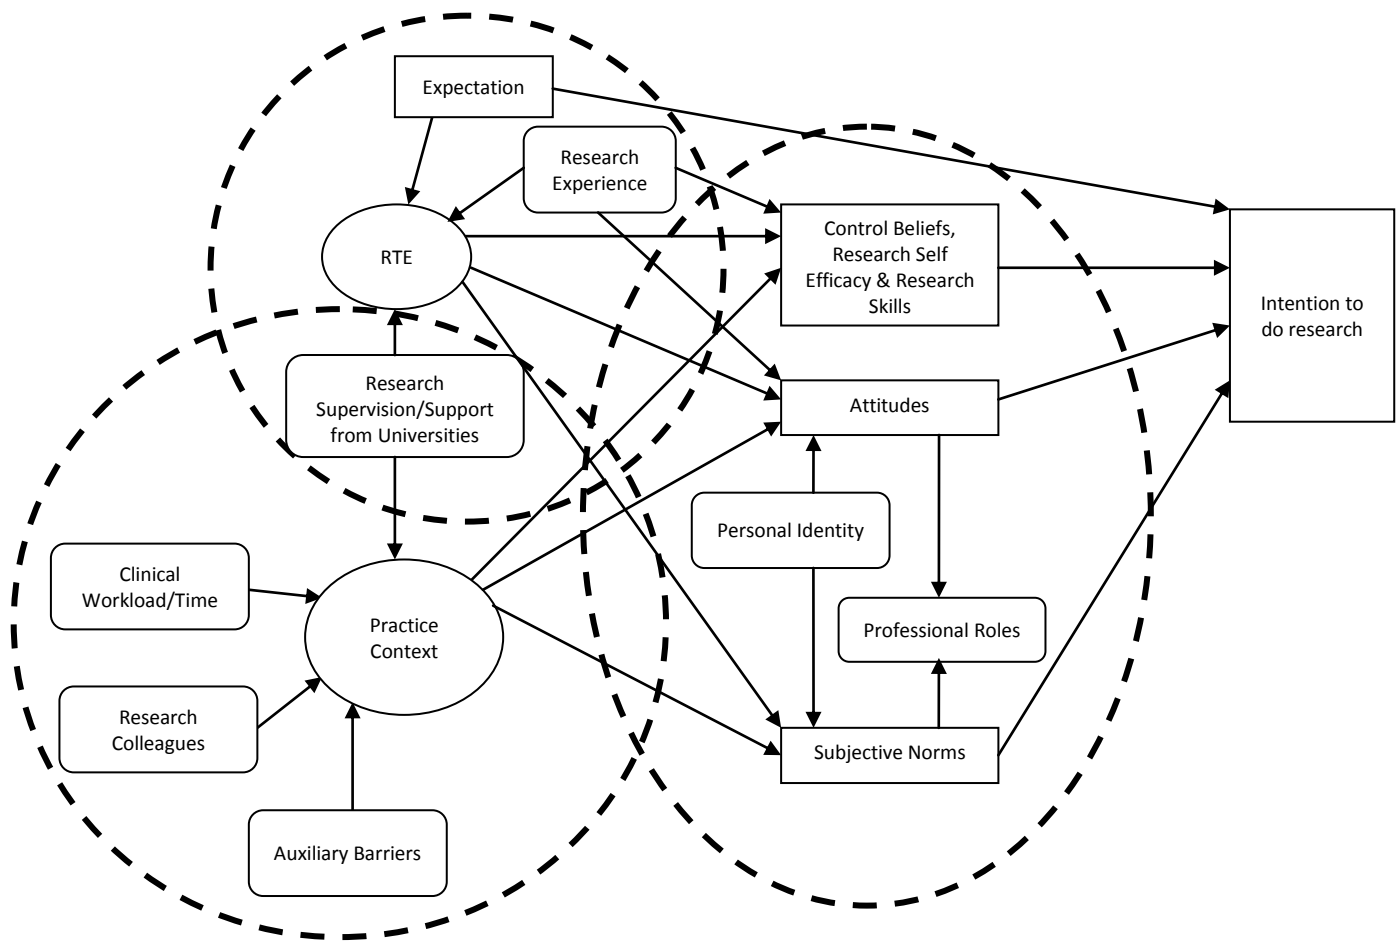 Expectation
Research
Experience
RTE
Control Beliefs,
Research Self
Efficacy & Research
Skills
Intention to
do research
Research
Supervision/Support
from Universities
Attitudes
Personal Identity
Clinical
Workload/Time
Practice
Context
Professional Roles
Research
Colleagues
Subjective Norms
Auxiliary Barriers